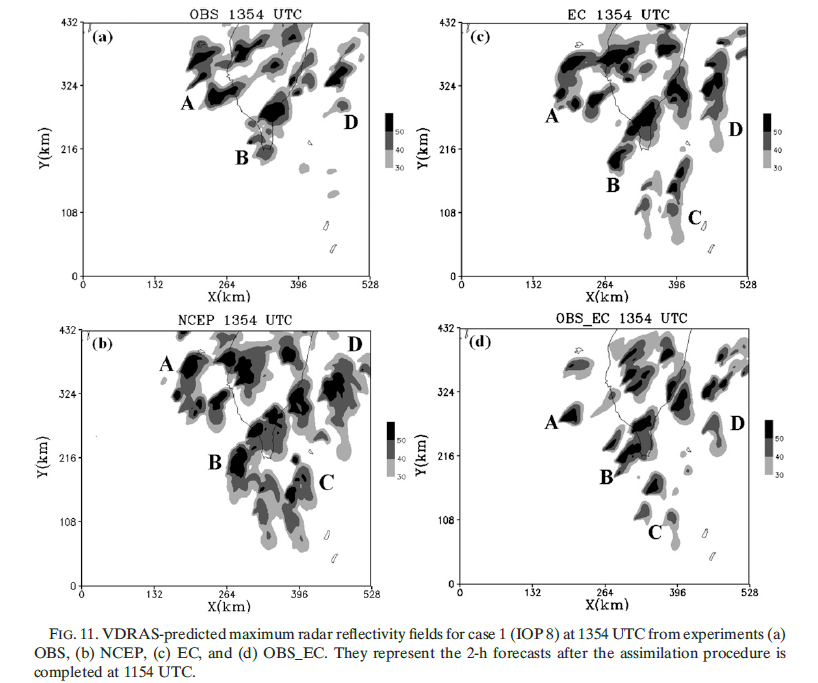 OBS 1354 UTC
(a)
432
324
216
108
0
Y(km)
A
B
D
50
40
30
0
132
264
396
528
X(km)
EC 1354 UTC
(c)
432
324
216
108
0
Y(km)
A
B
C
D
50
40
30
0
132
264
396
528
X(km)
NCEP 1354 UTC
(b)
432
324
216
108
0
Y(km)
A
B
C
D
50
40
30
0
132
264
396
528
X(km)
OBS_EC 1354 UTC
(d)
432
324
216
108
0
Y(km)
A
B
C
D
50
40
30
0
132
264
396
528
X(km)
FIG. 11. VDRAS-predicted maximum radar reflectivity fields for case 1 (IOP 8) at 1354 UTC from experiments (a)
OBS, (b) NCEP, (c) EC, and (d) OBS_EC. They represent the 2-h forecasts after the assimilation procedure is
completed at 1154 UTC.